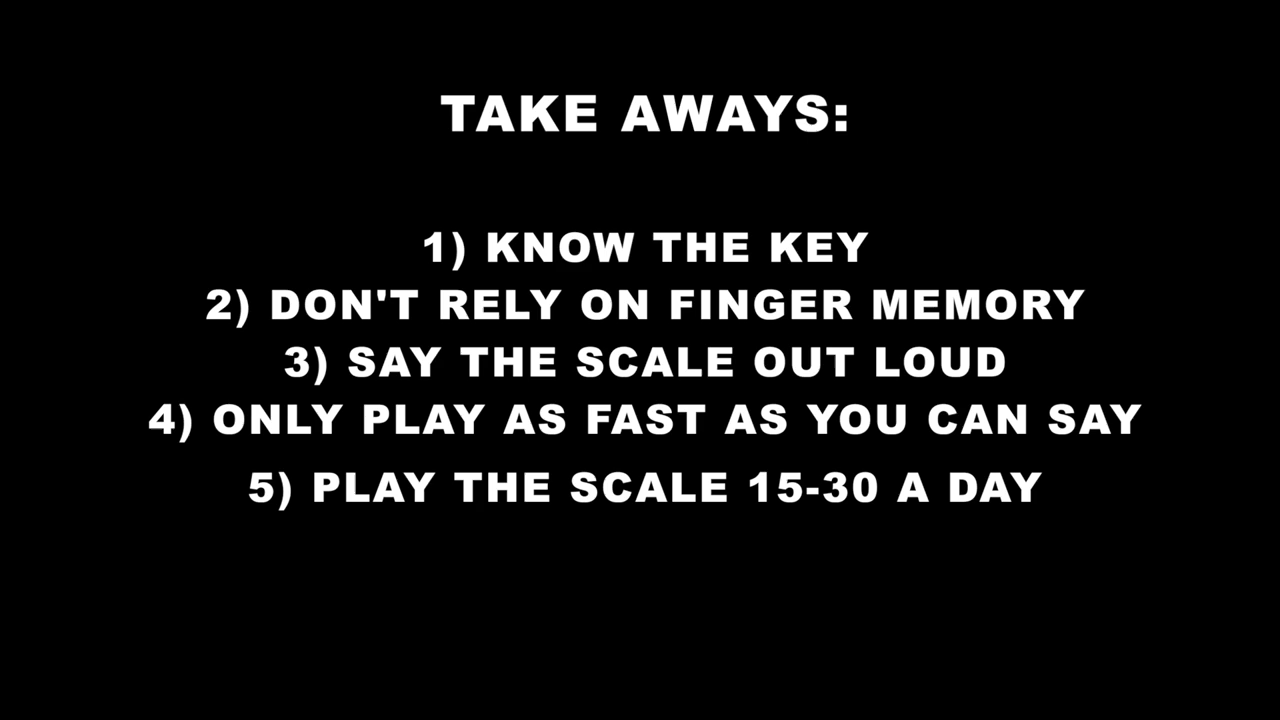 TAKE AWAYS:
1) KNOW THE KEY
2) DON'T RELY ON FINGER MEMORY
3) SAY THE SCALE OUT LOUD
4) ONLY PLAY AS FAST AS YOU CAN SAY
5) PLAY THE SCALE 15-30 A DAY